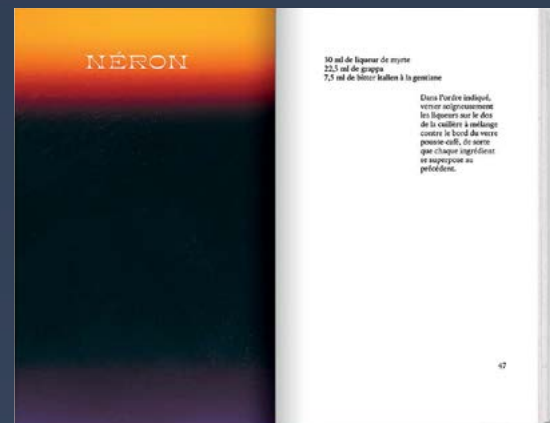 NÉRON
30 ml de liqueur de myrte
22,5 ml de grappa
7,5 ml de bitter italien à la gentiane
Dans l'ordre indiqué,
verser soigneusement
les liqueurs sur le dos
de la cuillère à mélange
contre le bord du verre
pousse-café, de sorte
que chaque ingrédient
se superpose au
précédent.
47